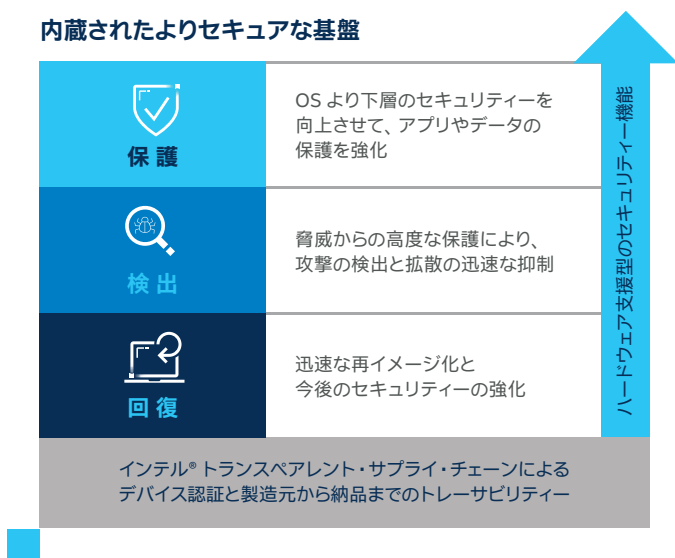 内蔵されたよりセキュアな基盤
保護
OS より下層のセキュリティーを
向上させて、アプリやデータの
保護を強化
検出
脅威からの高度な保護により、
攻撃の検出と拡散の迅速な抑制
回復
迅速な再イメージ化と
今後のセキュリティーの強化
ハードウェア支援型のセキュリティー機能
インテル® トランスペアレント・サプライ・チェーンによる
デバイス認証と製造元から納品までのトレーサビリティー